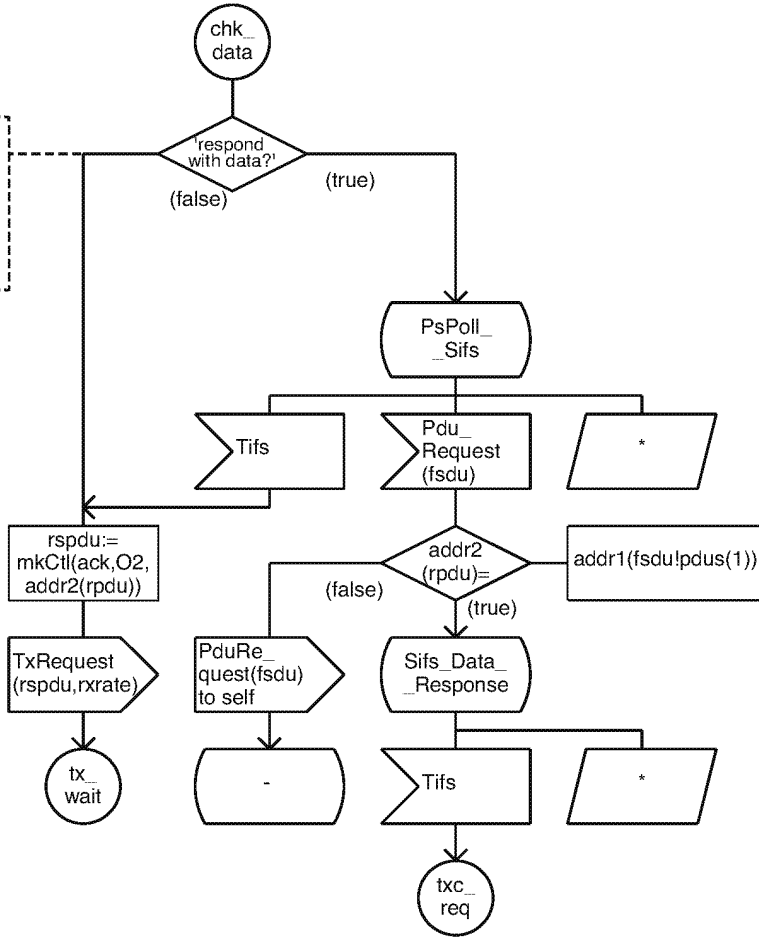 chk_
data
'respond
with data?'
(false)
(true)
PsPoll_
_Sifs
Tifs
Pdu_
Request
(fsdu)
*
rspdu:=
mkCtl(ack,O2,
addr2(rpdu))
addr2
(rpdu)=
addr1(fsdu!pdus(1))
(false)
(true)
TxRequest
(rspdu,rxrate)
PduRe_
quest(fsdu)
to self
Sifs_Data_
_Response
tx_
wait
-
Tifs
*
txc_
req